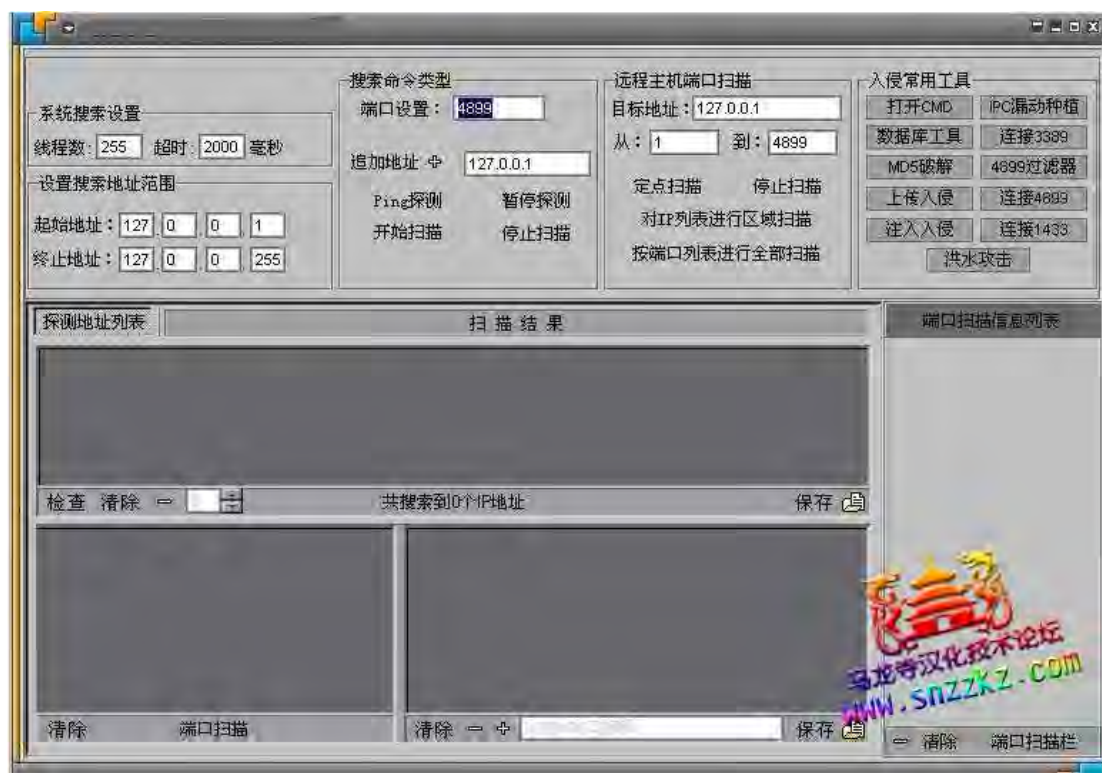 系统搜索设置
线程数: 255 超时: 2000 毫秒
设置搜索地址范围
起始地址: 127 . 0 . 0 . 1
终止地址: 127 . 0 . 0 . 255
搜索命令类型
端口设置: 4899
追加地址 127.0.0.1
Ping探测 暂停探测
开始扫描 停止扫描
远程主机端口扫描
目标地址: 127.0.0.1
从: 1 到: 4899
定点扫描 停止扫描
对IP列表进行区域扫描
按端口列表进行全部扫描
入侵常用工具
打开CMD IPC漏动种植
数据库工具 连接3389
MD5破解 4899过滤器
上传入侵 连接4899
注入入侵 连接1433
洪水攻击
探测地址列表 扫描结果
端口扫描信息列表
检查 清除 共搜索到0个IP地址 保存
清除 端口扫描
清除 保存
清除 端口扫描栏
乌龙寺汉化技术论坛
www.snzzkz.com